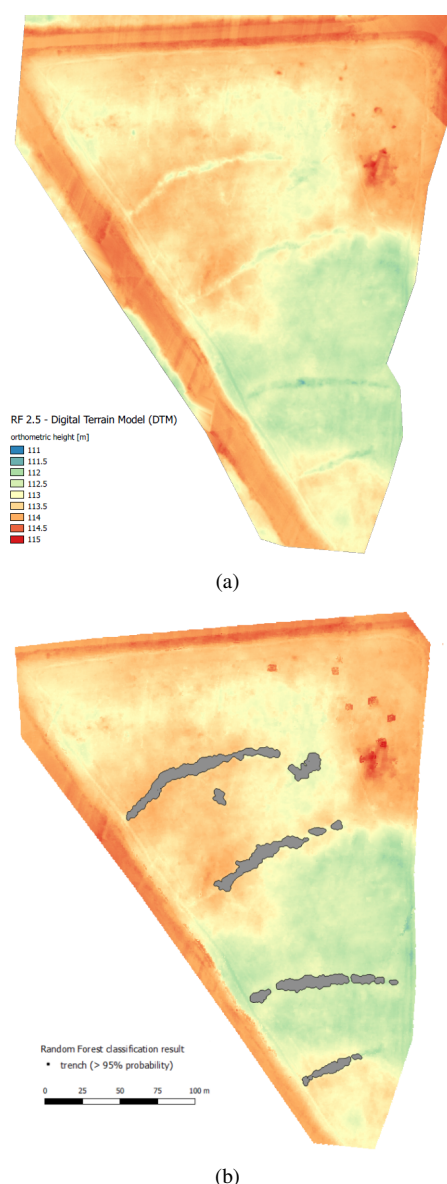 RF 2.5 - Digital Terrain Model (DTM)
orthometric height [m]
111
111.5
112
112.5
113
113.5
114
114.5
115
(a)
Random Forest classification result
• trench (> 95% probability)
0 25 50 75 100 m
(b)